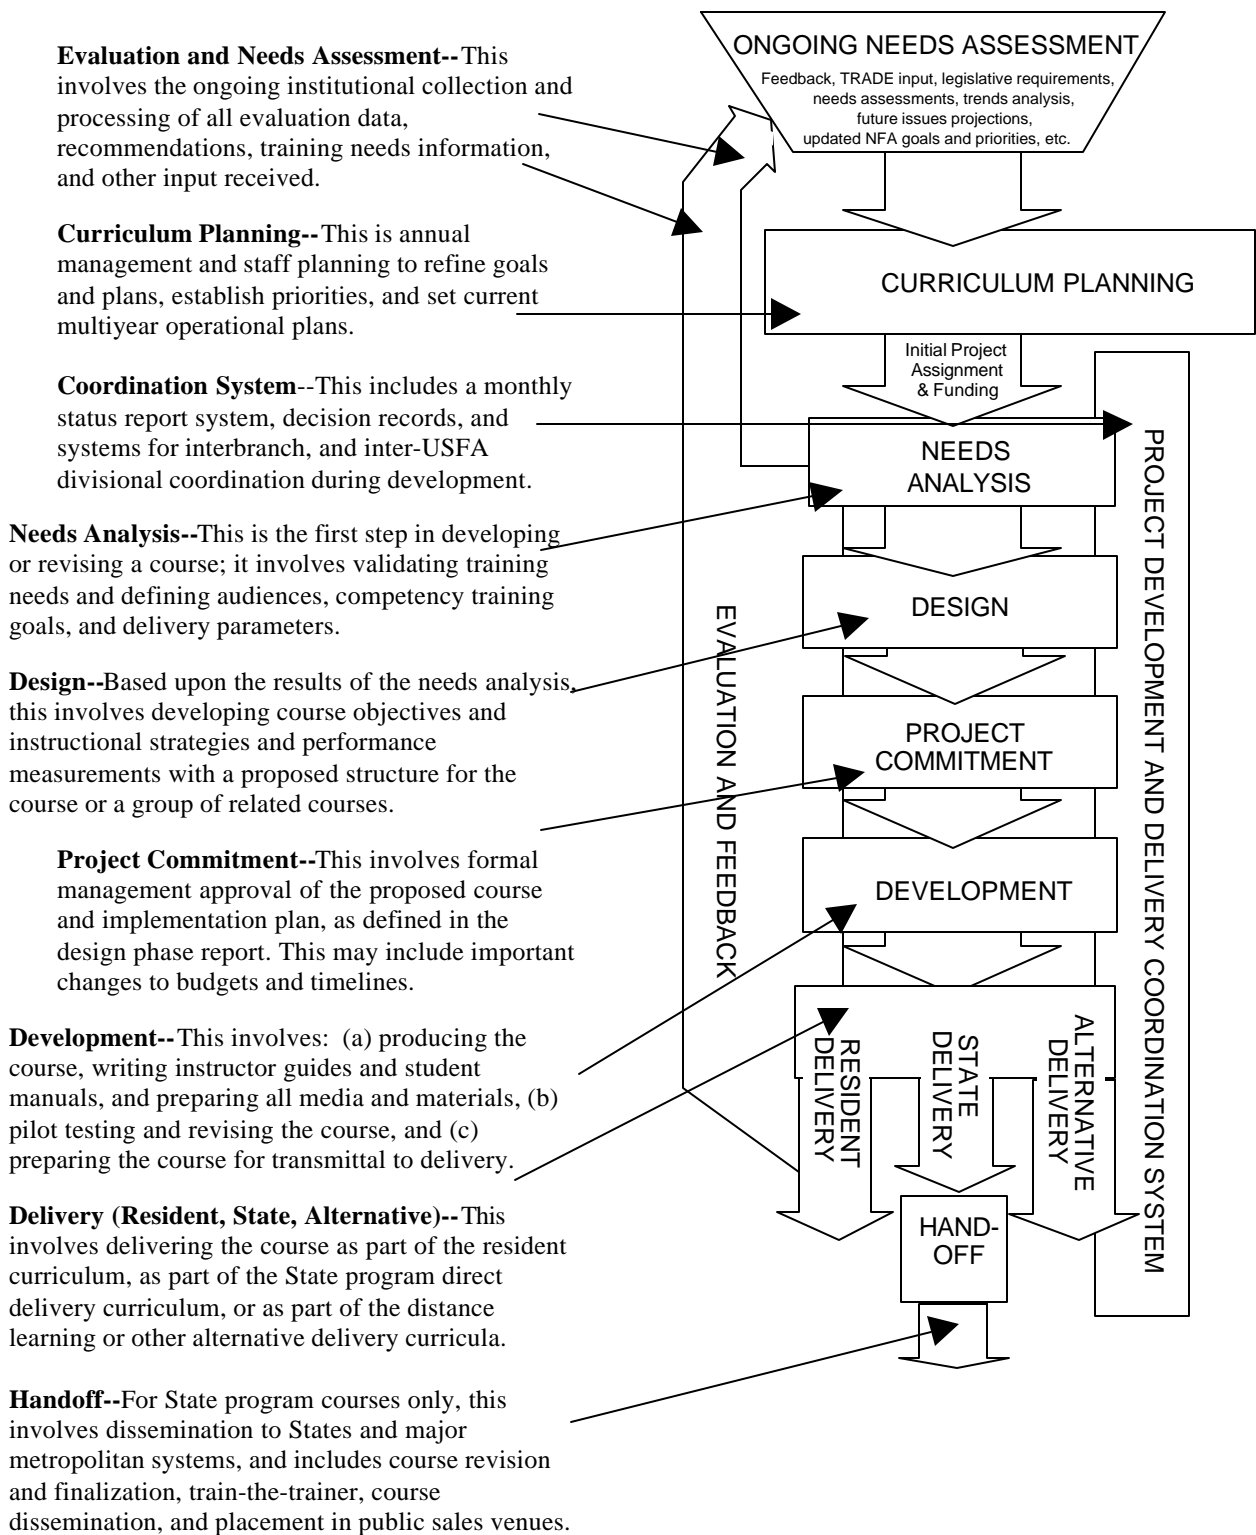 Evaluation and Needs Assessment--This
involves the ongoing institutional collection and
processing of all evaluation data,
recommendations, training needs information,
and other input received.
Curriculum Planning--This is annual
management and staff planning to refine goals
and plans, establish priorities, and set current
multiyear operational plans.
Coordination System--This includes a monthly
status report system, decision records, and
systems for interbranch, and inter-USFA
divisional coordination during development.
Needs Analysis--This is the first step in developing
or revising a course; it involves validating training
needs and defining audiences, competency training
goals, and delivery parameters.
Design--Based upon the results of the needs analysis,
this involves developing course objectives and
instructional strategies and performance
measurements with a proposed structure for the
course or a group of related courses.
Project Commitment--This involves formal
management approval of the proposed course
and implementation plan, as defined in the
design phase report. This may include important
changes to budgets and timelines.
Development--This involves: (a) producing the
course, writing instructor guides and student
manuals, and preparing all media and materials, (b)
pilot testing and revising the course, and (c)
preparing the course for transmittal to delivery.
Delivery (Resident, State, Alternative)--This
involves delivering the course as part of the resident
curriculum, as part of the State program direct
delivery curriculum, or as part of the distance
learning or other alternative delivery curricula.
Handoff--For State program courses only, this
involves dissemination to States and major
metropolitan systems, and includes course revision
and finalization, train-the-trainer, course
dissemination, and placement in public sales venues.
ONGOING NEEDS ASSESSMENT
Feedback, TRADE input, legislative requirements,
needs assessments, trends analysis,
future issues projections,
updated NFA goals and priorities, etc.
CURRICULUM PLANNING
Initial Project
Assignment
& Funding
NEEDS
ANALYSIS
DESIGN
PROJECT
COMMITMENT
DEVELOPMENT
RESIDENT
DELIVERY
STATE
DELIVERY
ALTERNATIVE
DELIVERY
HAND-
OFF
EVALUATION AND FEEDBACK
PROJECT DEVELOPMENT AND DELIVERY COORDINATION SYSTEM